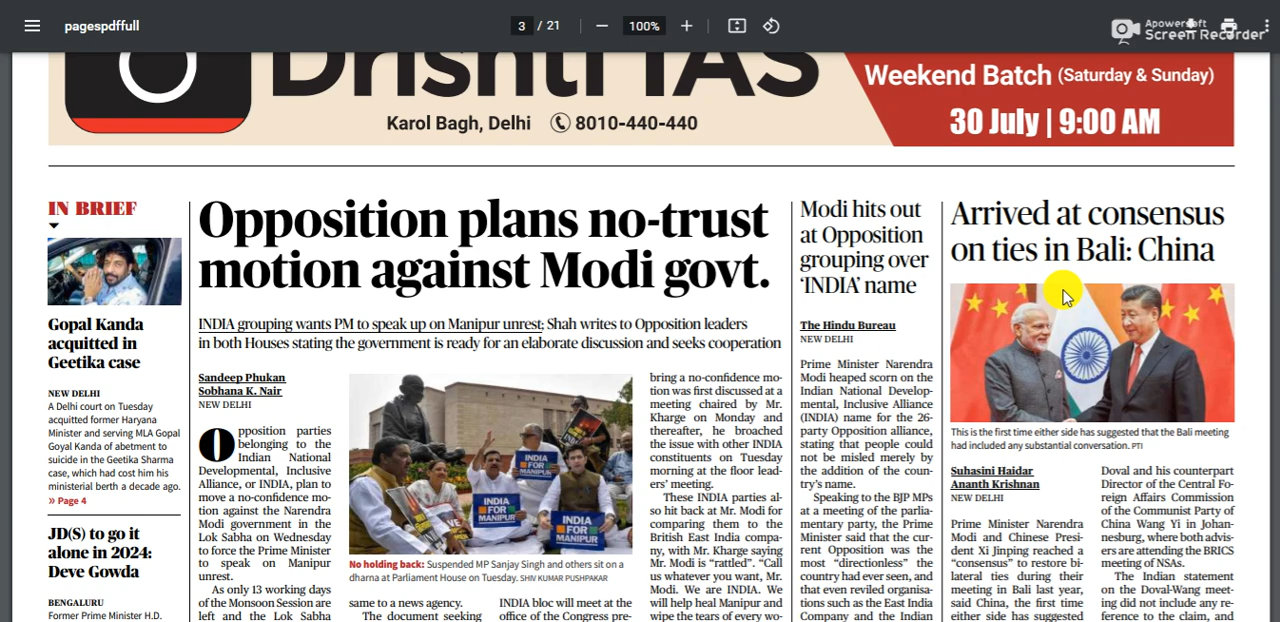 pagespdffull
3 / 21
100%
Apowersoft
Screen Recorder
Drishti IAS
Karol Bagh, Delhi 8010-440-440
Weekend Batch (Saturday & Sunday)
30 July | 9:00 AM
IN BRIEF
Gopal Kanda
acquitted in
Geetika case
NEW DELHI
A Delhi court on Tuesday
acquitted former Haryana
Minister and serving MLA Gopal
Goyal Kanda of abetment to
suicide in the Geetika Sharma
case, which had cost him his
ministerial berth a decade ago.
» Page 4
JD(S) to go it
alone in 2024:
Deve Gowda
BENGALURU
Former Prime Minister H.D.
Opposition plans no-trust
motion against Modi govt.
INDIA grouping wants PM to speak up on Manipur unrest; Shah writes to Opposition leaders
in both Houses stating the government is ready for an elaborate discussion and seeks cooperation
Sandeep Phukan
Sobhana K. Nair
NEW DELHI
Opposition parties
belonging to the
Indian National
Developmental, Inclusive
Alliance, or INDIA, plan to
move a no-confidence mo-
tion against the Narendra
Modi government in the
Lok Sabha on Wednesday
to force the Prime Minister
to speak on Manipur
unrest.
As only 13 working days
of the Monsoon Session are
left and the Lok Sabha
INDIA
FOR
MANIPUR
INDIA
FOR
MANIPUR
INDIA
FOR
MANIPUR
No holding back: Suspended MP Sanjay Singh and others sit on a
dharna at Parliament House on Tuesday. SHIV KUMAR PUSHPAKAR
same to a news agency.
The document seeking
INDIA bloc will meet at the
office of the Congress pre-
bring a no-confidence mo-
tion was first discussed at a
meeting chaired by Mr.
Kharge on Monday and
thereafter, he broached
the issue with other INDIA
constituents on Tuesday
morning at the floor lead-
ers' meeting.
These INDIA parties al-
so hit back at Mr. Modi for
comparing them to the
British East India compa-
ny, with Mr. Kharge saying
Mr. Modi is “rattled”. “Call
us whatever you want, Mr.
Modi. We are INDIA. We
will help heal Manipur and
wipe the tears of every wo-
Modi hits out
at Opposition
grouping over
‘INDIA’ name
The Hindu Bureau
NEW DELHI
Prime Minister Narendra
Modi heaped scorn on the
Indian National Develop-
mental, Inclusive Alliance
(INDIA) name for the 26-
party Opposition alliance,
stating that people could
not be misled merely by
the addition of the coun-
try's name.
Speaking to the BJP MPs
at a meeting of the parlia-
mentary party, the Prime
Minister said that the cur-
rent Opposition was the
most “directionless” the
country had ever seen, and
that even reviled organisa-
tions such as the East India
Company and the Indian
Arrived at consensus
on ties in Bali: China
This is the first time either side has suggested that the Bali meeting
had included any substantial conversation. PTI
Suhasini Haidar
Ananth Krishnan
NEW DELHI
Prime Minister Narendra
Modi and Chinese Presi-
dent Xi Jinping reached a
“consensus” to restore bi-
lateral ties during their
meeting in Bali last year,
said China, the first time
either side has suggested
Doval and his counterpart
Director of the Central Fo-
reign Affairs Commission
of the Communist Party of
China Wang Yi in Johan-
nesburg, where both advis-
ers are attending the BRICS
meeting of NSAs.
The Indian statement
on the Doval-Wang meet-
ing did not include any re-
ference to the claim, and